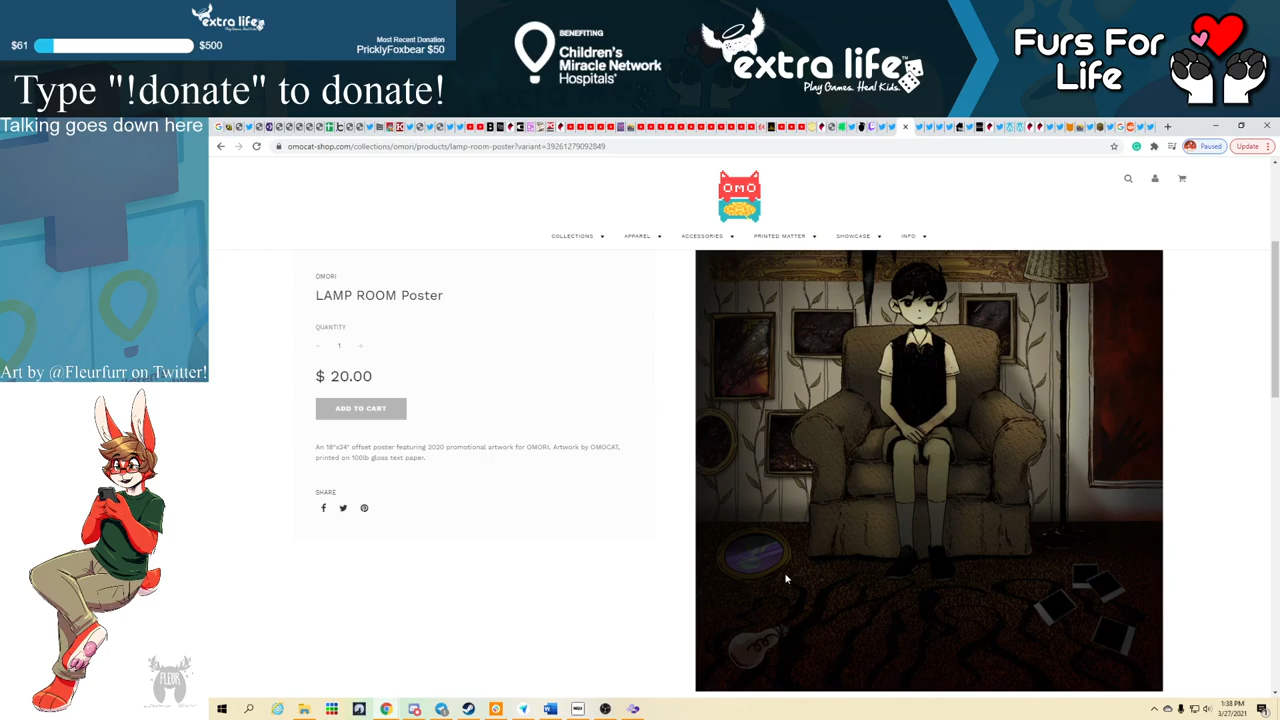 extra life
Play Games. Heal Kids.
$61
$500
Most Recent Donation
PricklyFoxbear $50
Type "!donate" to donate!
BENEFITING
Children's
Miracle Network
Hospitals®
extra life
Play Games. Heal Kids.
FURS FOR
LIFE
Talking goes down here
Art by @Fleurfurr on Twitter!
FLEUR
omocat-shop.com/collections/omori/products/lamp-room-poster?variant=39261279092849
Paused
Update
OMO
COLLECTIONS
APPAREL
ACCESSORIES
PRINTED MATTER
SHOWCASE
INFO
OMORI
LAMP ROOM Poster
QUANTITY
- 1 +
$ 20.00
ADD TO CART
An 18"x24" offset poster featuring 2020 promotional artwork for OMORI. Artwork by OMOCAT,
printed on 100lb gloss text paper.
SHARE
1:38 PM
3/27/2021